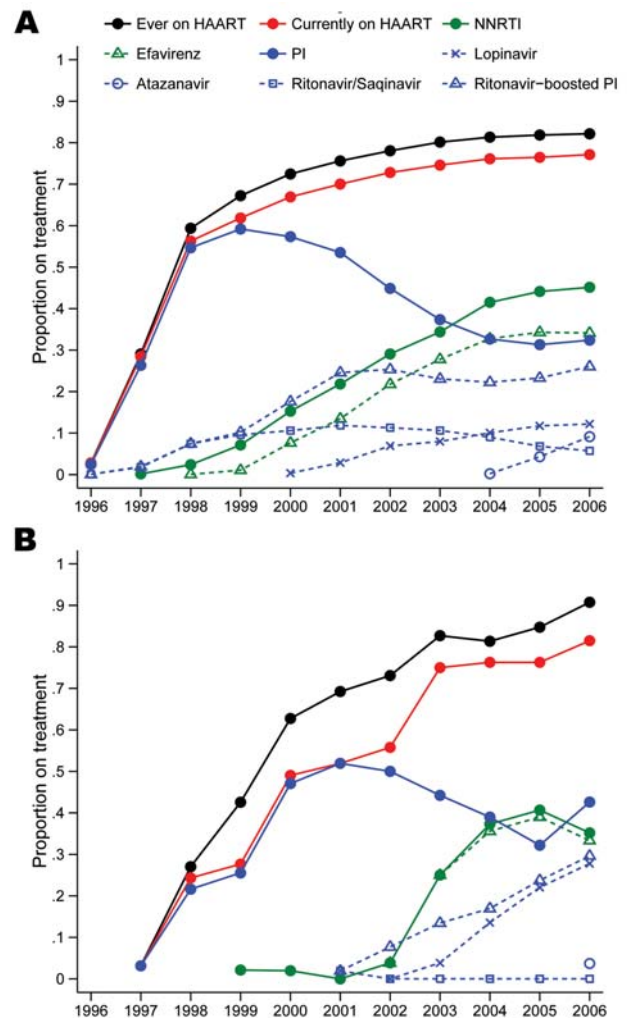 A
Ever on HAART Currently on HAART NNRTI
Efavirenz PI Lopinavir
Atazanavir Ritonavir/Saqinavir Ritonavir-boosted PI
Proportion on treatment
1
.9
.8
.7
.6
.5
.4
.3
.2
.1
0
1996 1997 1998 1999 2000 2001 2002 2003 2004 2005 2006
B
Proportion on treatment
1
.9
.8
.7
.6
.5
.4
.3
.2
.1
0
1996 1997 1998 1999 2000 2001 2002 2003 2004 2005 2006